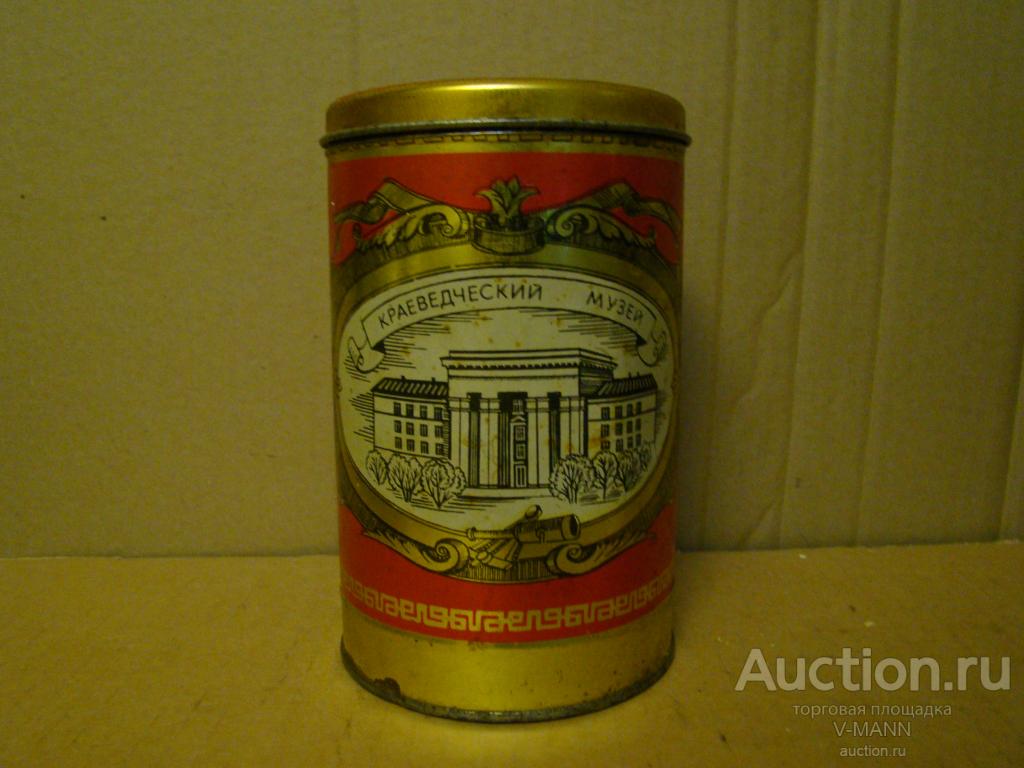 КРАЕВЕДЧЕСКИЙ МУЗЕЙ
Auction.ru
торговая площадка
V-MANN
auction.ru